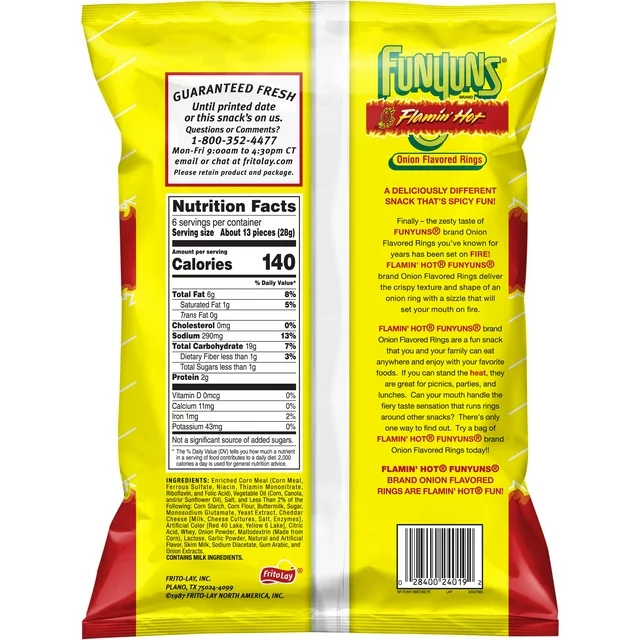 GUARANTEED FRESH
Until printed date
or this snack's on us.
Questions or Comments?
1-800-352-4477
Mon-Fri 9:00am to 4:30pm CT
email or chat at fritolay.com
Please retain product and package.
Nutrition Facts
6 servings per container
Serving size About 13 pieces (28g)
Amount per serving
Calories 140
% Daily Value*
Total Fat 6g 8%
Saturated Fat 1g 5%
Trans Fat 0g
Cholesterol 0mg 0%
Sodium 290mg 13%
Total Carbohydrate 19g 7%
Dietary Fiber less than 1g 3%
Total Sugars less than 1g
Protein 2g
Vitamin D 0mcg 0%
Calcium 11mg 0%
Iron 1mg 2%
Potassium 43mg 0%
Not a significant source of added sugars.
* The % Daily Value (DV) tells you how much a nutrient
in a serving of food contributes to a daily diet. 2,000
calories a day is used for general nutrition advice.
INGREDIENTS: Enriched Corn Meal (Corn Meal,
Ferrous Sulfate, Niacin, Thiamin Mononitrate,
Riboflavin, and Folic Acid), Vegetable Oil (Corn, Canola,
and/or Sunflower Oil), Salt, and Less Than 2% of the
Following: Corn Starch, Corn Flour, Buttermilk, Sugar,
Monosodium Glutamate, Yeast Extract, Cheddar
Cheese [Milk, Cheese Cultures, Salt, Enzymes],
Artificial Color (Red 40 Lake, Yellow 6 Lake), Citric
Acid, Whey, Onion Powder, Maltodextrin (Made from
Corn), Lactose, Garlic Powder, Natural and Artificial
Flavor, Skim Milk, Sodium Diacetate, Gum Arabic, and
Onion Extracts.
CONTAINS MILK INGREDIENTS.
FRITO-LAY, INC.
PLANO, TX 75024-4099
©1987 FRITO-LAY NORTH AMERICA, INC.
Frito Lay®
FUNYUNS®
BRAND
Flamin' Hot
Onion Flavored Rings
A DELICIOUSLY DIFFERENT
SNACK THAT'S SPICY FUN!
Finally – the zesty taste of
FUNYUNS® brand Onion
Flavored Rings you've known for
years has been set on FIRE!
FLAMIN' HOT® FUNYUNS®
brand Onion Flavored Rings deliver
the crispy texture and shape of an
onion ring with a sizzle that will
set your mouth on fire.
FLAMIN' HOT® FUNYUNS® brand
Onion Flavored Rings are a fun snack
that you and your family can eat
anywhere and enjoy with your favorite
foods. If you can stand the heat, they
are great for picnics, parties, and
lunches. Can your mouth handle the
fiery taste sensation that runs rings
around other snacks? There's only
one way to find out. Try a bag of
FLAMIN' HOT® FUNYUNS® brand
Onion Flavored Rings today!!
FLAMIN' HOT® FUNYUNS®
BRAND ONION FLAVORED
RINGS ARE FLAMIN' HOT® FUN!
0 28400 24019 2